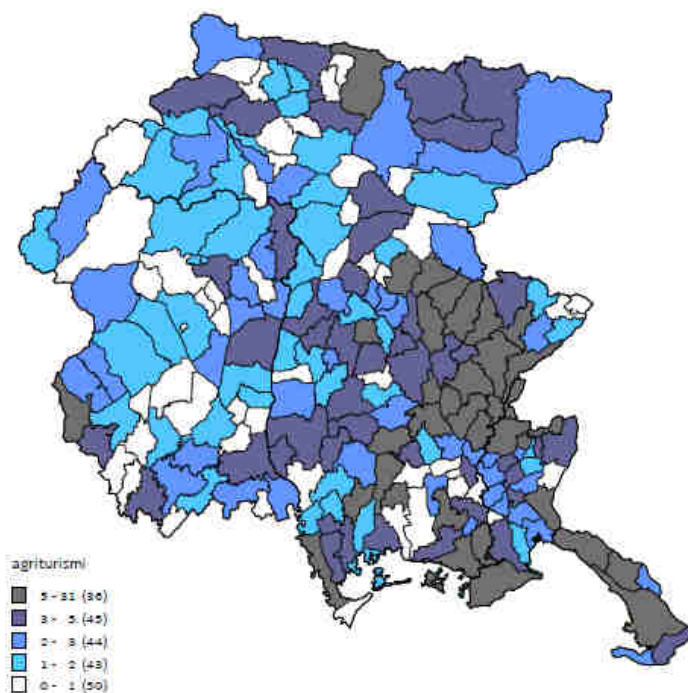 agriturismi
5 - 31 (36)
3 - 5 (45)
2 - 3 (44)
1 - 2 (43)
0 - 1 (50)